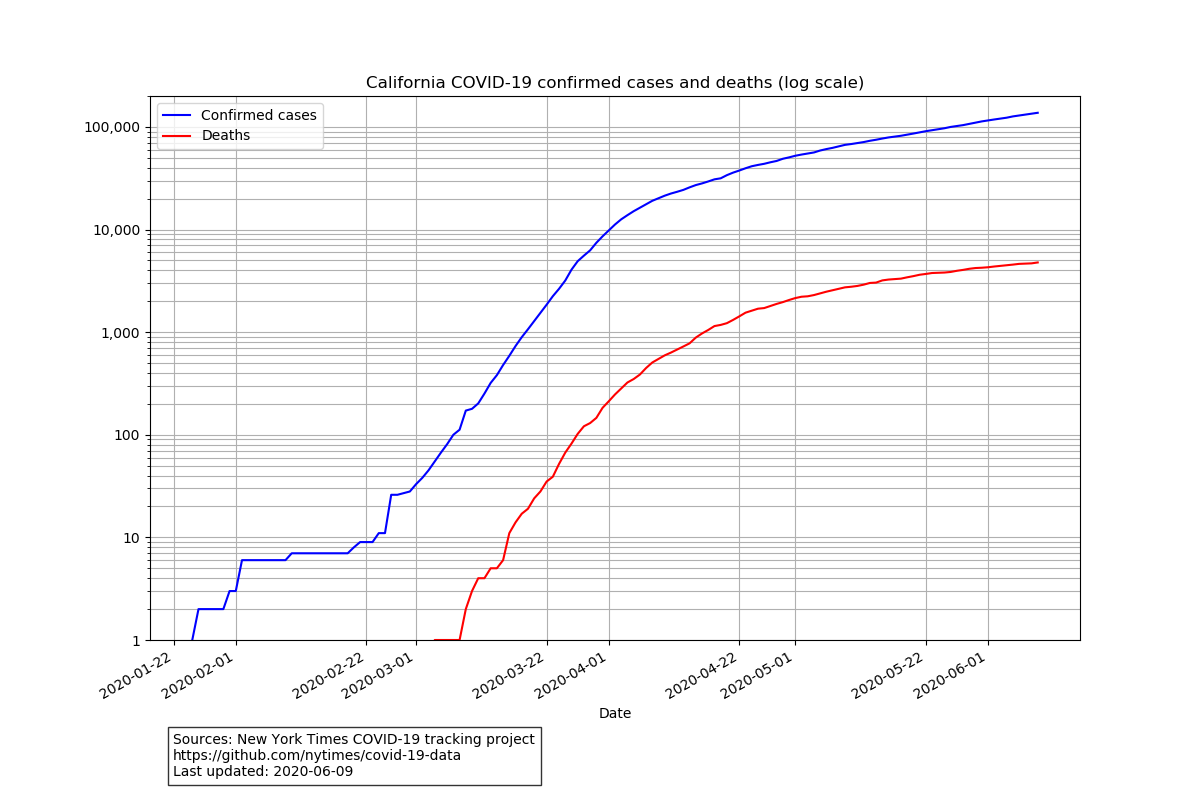 California COVID-19 confirmed cases and deaths (log scale)
Confirmed cases
Deaths
100,000
10,000
1,000
100
10
1
2020-01-22
2020-02-01
2020-02-22
2020-03-01
2020-03-22
2020-04-01
2020-04-22
2020-05-01
2020-05-22
2020-06-01
Date
Sources: New York Times COVID-19 tracking project
https://github.com/nytimes/covid-19-data
Last updated: 2020-06-09